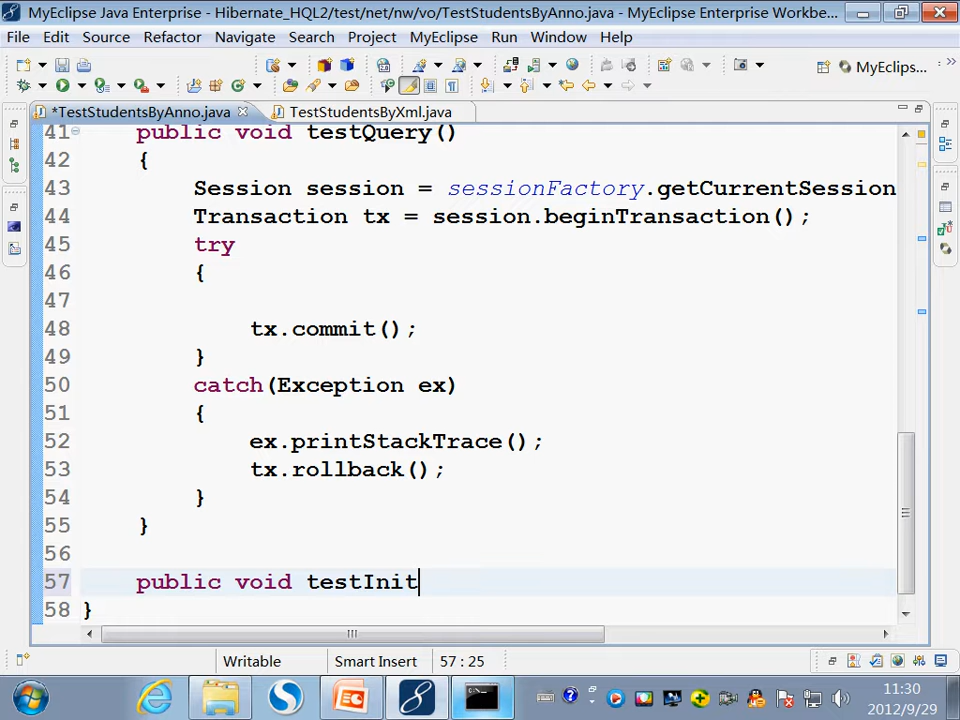 MyEclipse Java Enterprise - Hibernate_HQL2/test/net/nw/vo/TestStudentsByAnno.java - MyEclipse Enterprise Workbe...
File Edit Source Refactor Navigate Search Project MyEclipse Run Window Help
MyEclips...
*TestStudentsByAnno.java TestStudentsByXml.java
41 public void testQuery()
42 {
43 Session session = sessionFactory.getCurrentSession
44 Transaction tx = session.beginTransaction();
45 try
46 {
47
48 tx.commit();
49 }
50 catch(Exception ex)
51 {
52 ex.printStackTrace();
53 tx.rollback();
54 }
55 }
56
57 public void testInit
58 }
Writable Smart Insert 57 : 25
11:30
2012/9/29